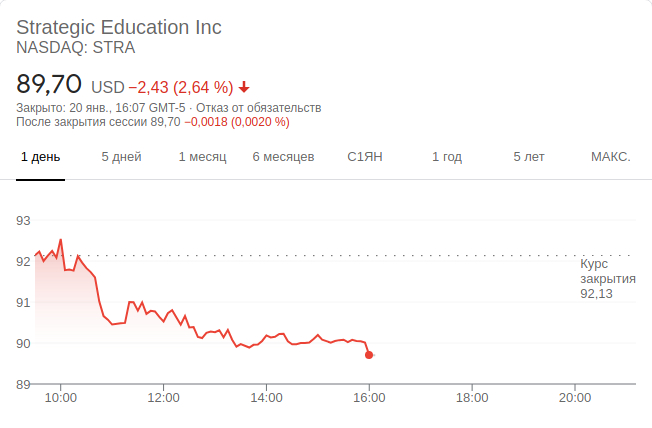 Strategic Education Inc
NASDAQ: STRA
89,70 USD −2,43 (2,64 %)
Закрыто: 20 янв., 16:07 GMT-5 · Отказ от обязательств
После закрытия сессии 89,70 −0,0018 (0,0020 %)
1 день 5 дней 1 месяц 6 месяцев С1ЯН 1 год 5 лет МАКС.
93
92
91
90
89
Курс
закрытия
92,13
10:00 12:00 14:00 16:00 18:00 20:00